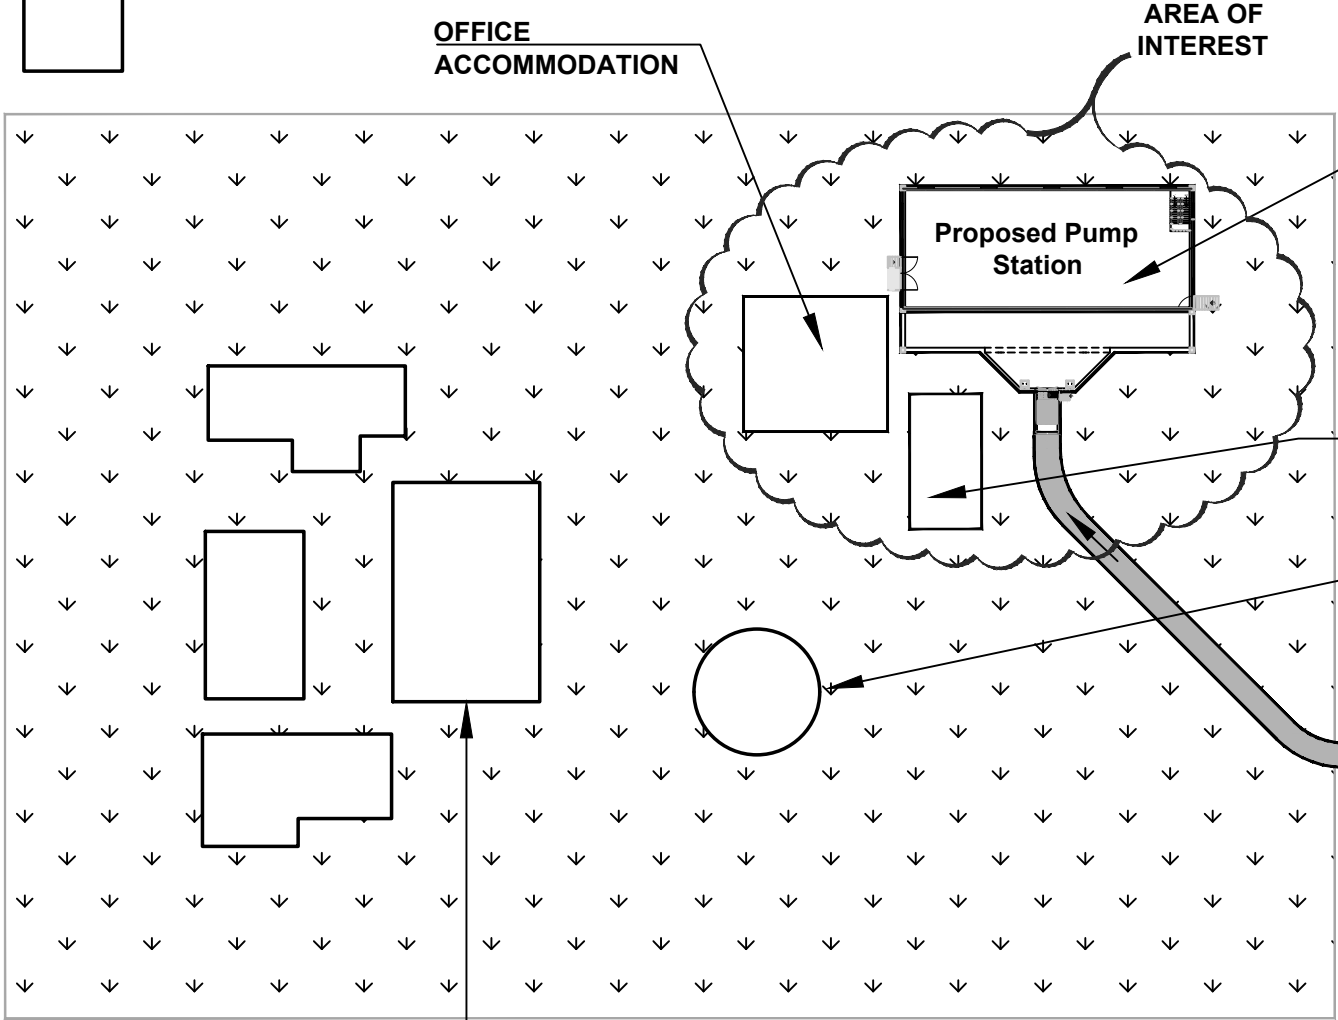 OFFICE
ACCOMMODATION
AREA OF
INTEREST
Proposed Pump
Station